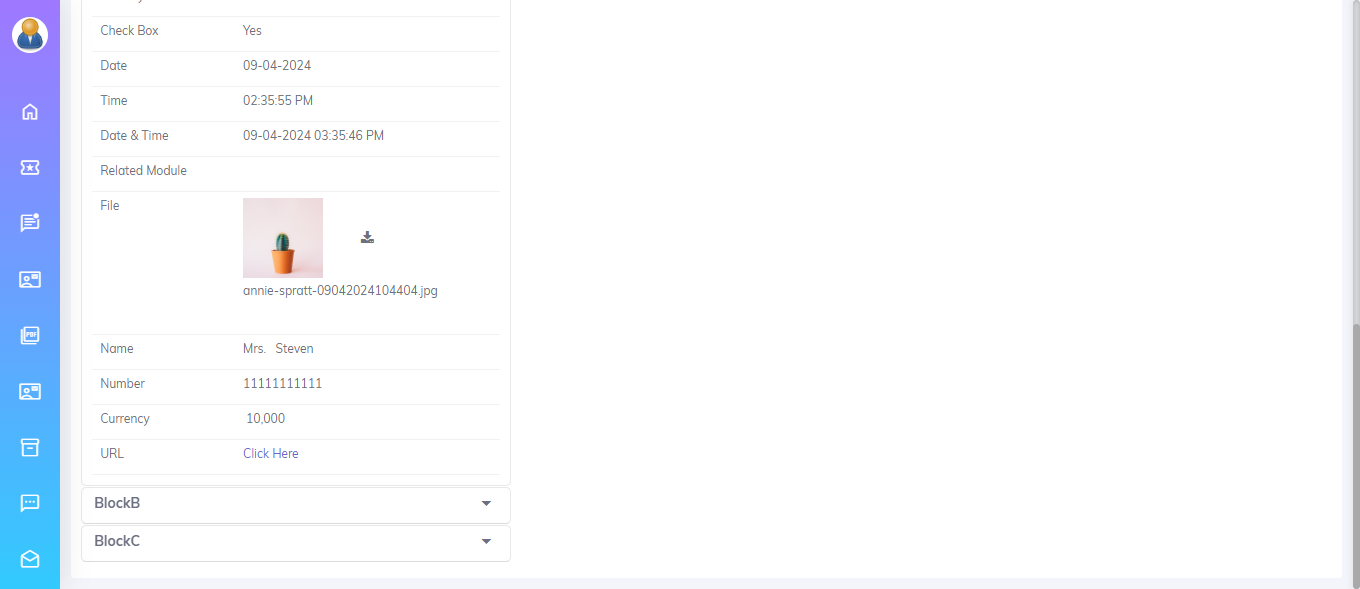 Check Box Yes
Date 09-04-2024
Time 02:35:55 PM
Date & Time 09-04-2024 03:35:46 PM
Related Module
File
PDF
annie-spratt-09042024104404.jpg
Name Mrs. Steven
Number 11111111111
Currency 10,000
URL Click Here
BlockB
BlockC